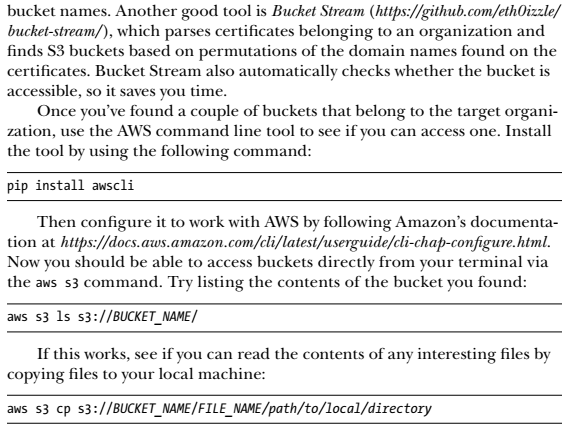 bucket names. Another good tool is Bucket Stream (https://github.com/eth0izzle/
bucket-stream/), which parses certificates belonging to an organization and
finds S3 buckets based on permutations of the domain names found on the
certificates. Bucket Stream also automatically checks whether the bucket is
accessible, so it saves you time.
Once you've found a couple of buckets that belong to the target organi-
zation, use the AWS command line tool to see if you can access one. Install
the tool by using the following command:
pip install awscli
Then configure it to work with AWS by following Amazon's documenta-
tion at https://docs.aws.amazon.com/cli/latest/userguide/cli-chap-configure.html.
Now you should be able to access buckets directly from your terminal via
the aws s3 command. Try listing the contents of the bucket you found:
aws s3 ls s3://BUCKET_NAME/
If this works, see if you can read the contents of any interesting files by
copying files to your local machine:
aws s3 cp s3://BUCKET_NAME/FILE_NAME/path/to/local/directory